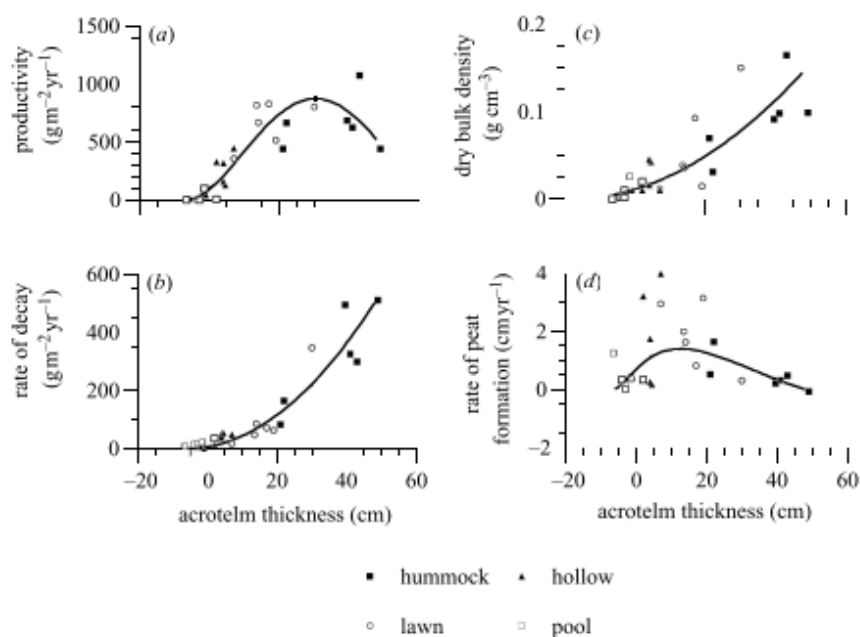 (a)
1500
1000
500
0
productivity
(g m⁻² yr⁻¹)
(c)
0.2
0.1
0
dry bulk density
(g cm⁻³)
(b)
600
400
200
0
rate of decay
(g m⁻² yr⁻¹)
−20 0 20 40 60
acrotelm thickness (cm)
(d)
4
2
0
−2
rate of peat
formation (cm yr⁻¹)
−20 0 20 40 60
acrotelm thickness (cm)
hummock hollow
lawn pool